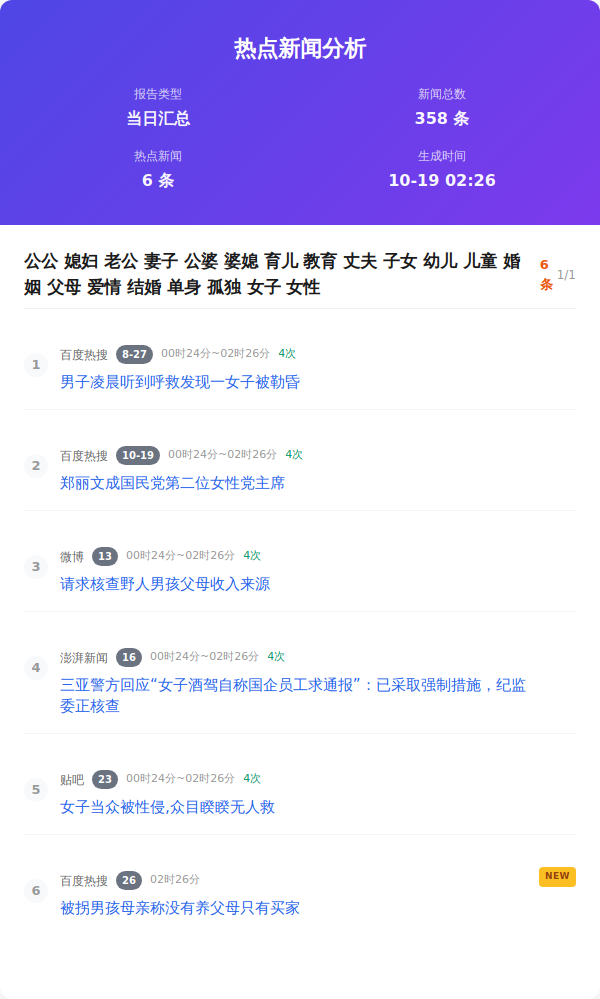 热点新闻分析
报告类型
当日汇总
新闻总数
358 条
热点新闻
6 条
生成时间
10-19 02:26
公公 媳妇 老公 妻子 公婆 婆媳 育儿 教育 丈夫 子女 幼儿 儿童 婚
姻 父母 爱情 结婚 单身 孤独 女子 女性
6
条
1/1
1
百度热搜 8-27 00时24分~02时26分 4次
男子凌晨听到呼救发现一女子被勒昏
2
百度热搜 10-19 00时24分~02时26分 4次
郑丽文成国民党第二位女性党主席
3
微博 13 00时24分~02时26分 4次
请求核查野人男孩父母收入来源
4
澎湃新闻 16 00时24分~02时26分 4次
三亚警方回应“女子酒驾自称国企员工求通报”：已采取强制措施，纪监
委正核查
5
贴吧 23 00时24分~02时26分 4次
女子当众被性侵,众目睽睽无人救
6
百度热搜 26 02时26分
NEW
被拐男孩母亲称没有养父母只有买家